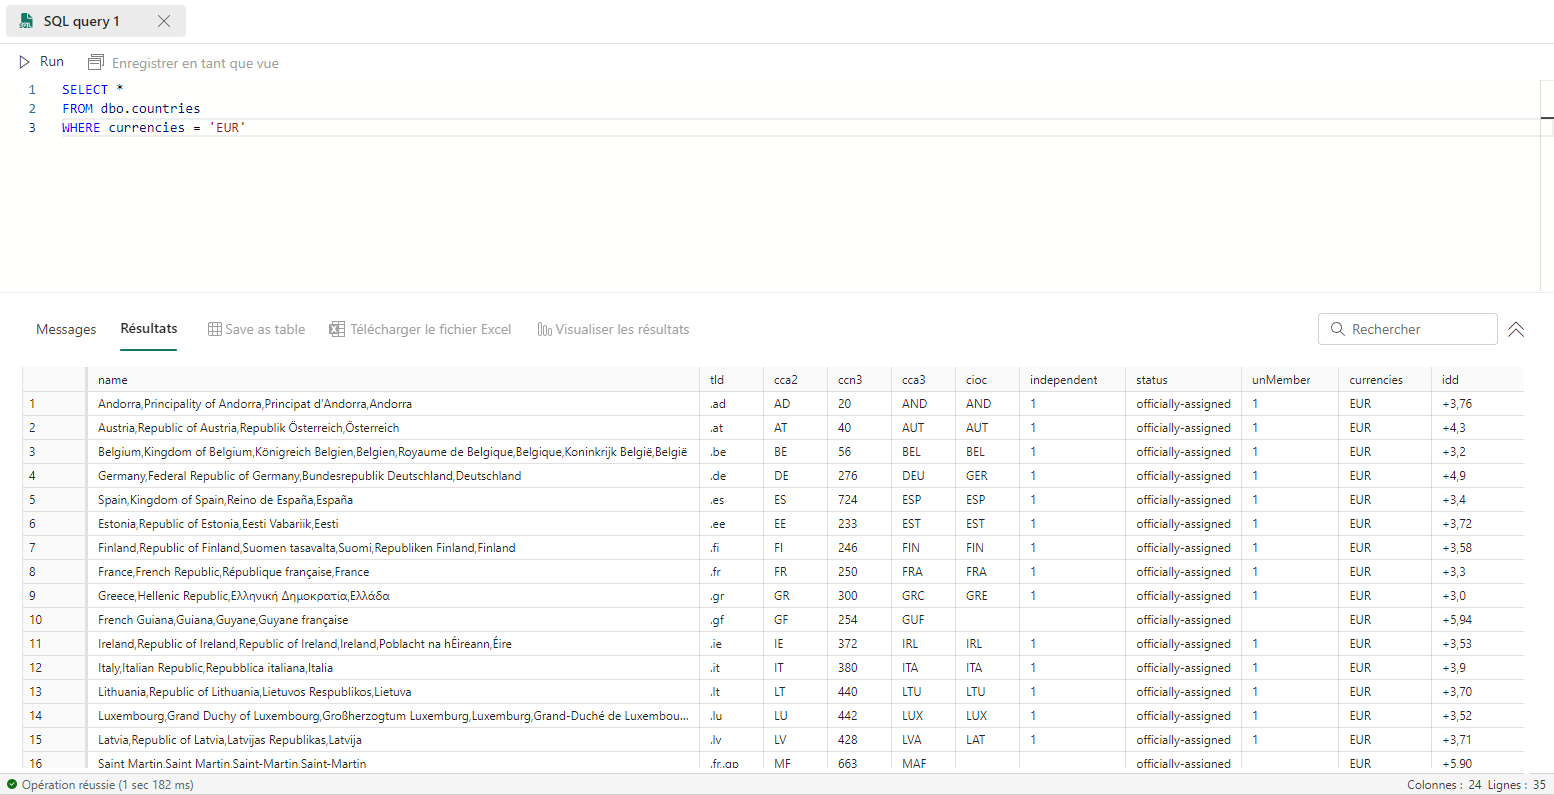 SQL query 1
Run Enregistrer en tant que vue
1 SELECT *
2 FROM dbo.countries
3 WHERE currencies = 'EUR'
Messages Résultats Save as table Télécharger le fichier Excel Visualiser les résultats Rechercher
name tld cca2 ccn3 cca3 cioc independent status unMember currencies idd
1 Andorra,Principality of Andorra,Principat d'Andorra,Andorra .ad AD 20 AND AND 1 officially-assigned 1 EUR +3,76
2 Austria,Republic of Austria,Republik Österreich,Österreich .at AT 40 AUT AUT 1 officially-assigned 1 EUR +4,3
3 Belgium,Kingdom of Belgium,Königreich Belgien,Belgien,Royaume de Belgique,Belgique,Koninkrijk België,België .be BE 56 BEL BEL 1 officially-assigned 1 EUR +3,2
4 Germany,Federal Republic of Germany,Bundesrepublik Deutschland,Deutschland .de DE 276 DEU GER 1 officially-assigned 1 EUR +4,9
5 Spain,Kingdom of Spain,Reino de España,España .es ES 724 ESP ESP 1 officially-assigned 1 EUR +3,4
6 Estonia,Republic of Estonia,Eesti Vabariik,Eesti .ee EE 233 EST EST 1 officially-assigned 1 EUR +3,72
7 Finland,Republic of Finland,Suomen tasavalta,Suomi,Republiken Finland,Finland .fi FI 246 FIN FIN 1 officially-assigned 1 EUR +3,58
8 France,French Republic,République française,France .fr FR 250 FRA FRA 1 officially-assigned 1 EUR +3,3
9 Greece,Hellenic Republic,Ελληνική Δημοκρατία,Ελλάδα .gr GR 300 GRC GRE 1 officially-assigned 1 EUR +3,0
10 French Guiana,Guiana,Guyane,Guyane française .gf GF 254 GUF officially-assigned EUR +5,94
11 Ireland,Republic of Ireland,Republic of Ireland,Ireland,Poblacht na hÉireann,Éire .ie IE 372 IRL IRL 1 officially-assigned 1 EUR +3,53
12 Italy,Italian Republic,Repubblica italiana,Italia .it IT 380 ITA ITA 1 officially-assigned 1 EUR +3,9
13 Lithuania,Republic of Lithuania,Lietuvos Respublikos,Lietuva .lt LT 440 LTU LTU 1 officially-assigned 1 EUR +3,70
14 Luxembourg,Grand Duchy of Luxembourg,Großherzogtum Luxemburg,Luxemburg,Grand-Duché de Luxembou... .lu LU 442 LUX LUX 1 officially-assigned 1 EUR +3,52
15 Latvia,Republic of Latvia,Latvijas Republikas,Latvija .lv LV 428 LVA LAT 1 officially-assigned 1 EUR +3,71
16 Saint Martin,Saint Martin,Saint-Martin,Saint-Martin .fr,.gp MF 663 MAF officially-assigned EUR +5,90
Opération réussie (1 sec 182 ms) Colonnes : 24 Lignes : 35